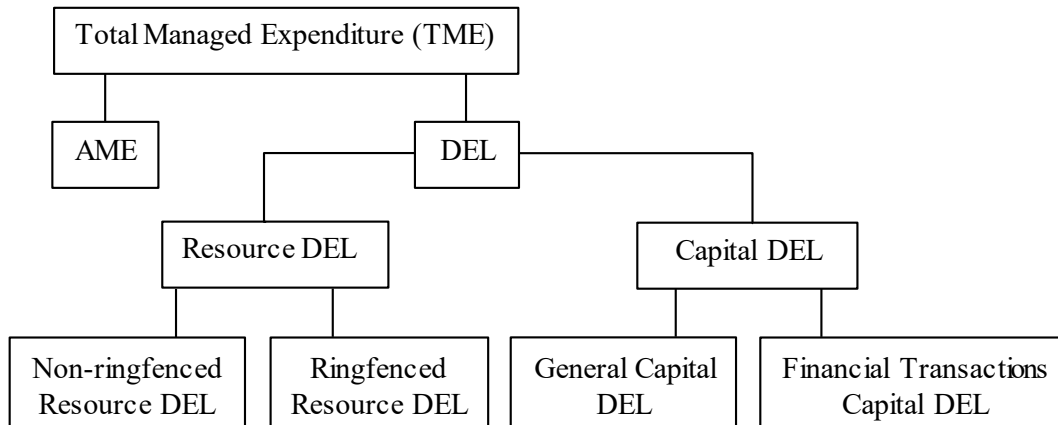 Total Managed Expenditure (TME)
AME
DEL
Resource DEL
Capital DEL
Non-ringfenced
Resource DEL
Ringfenced
Resource DEL
General Capital
DEL
Financial Transactions
Capital DEL